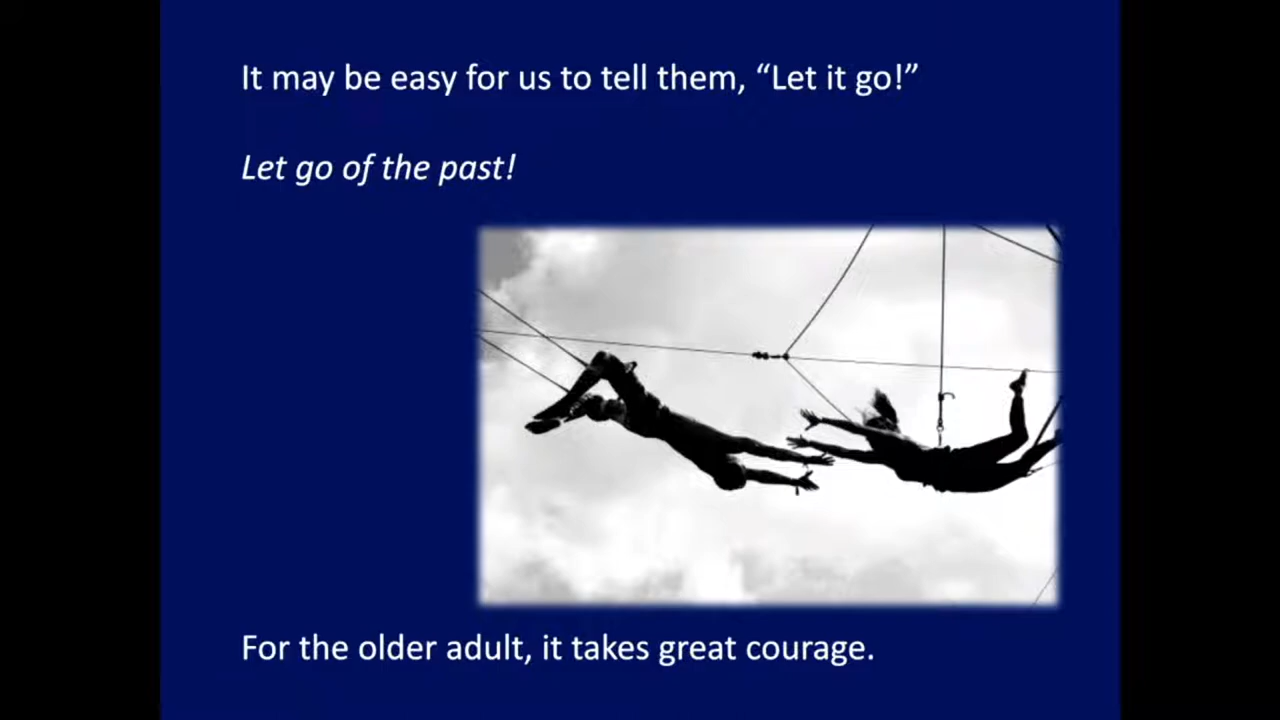 It may be easy for us to tell them, “Let it go!”
Let go of the past!
For the older adult, it takes great courage.